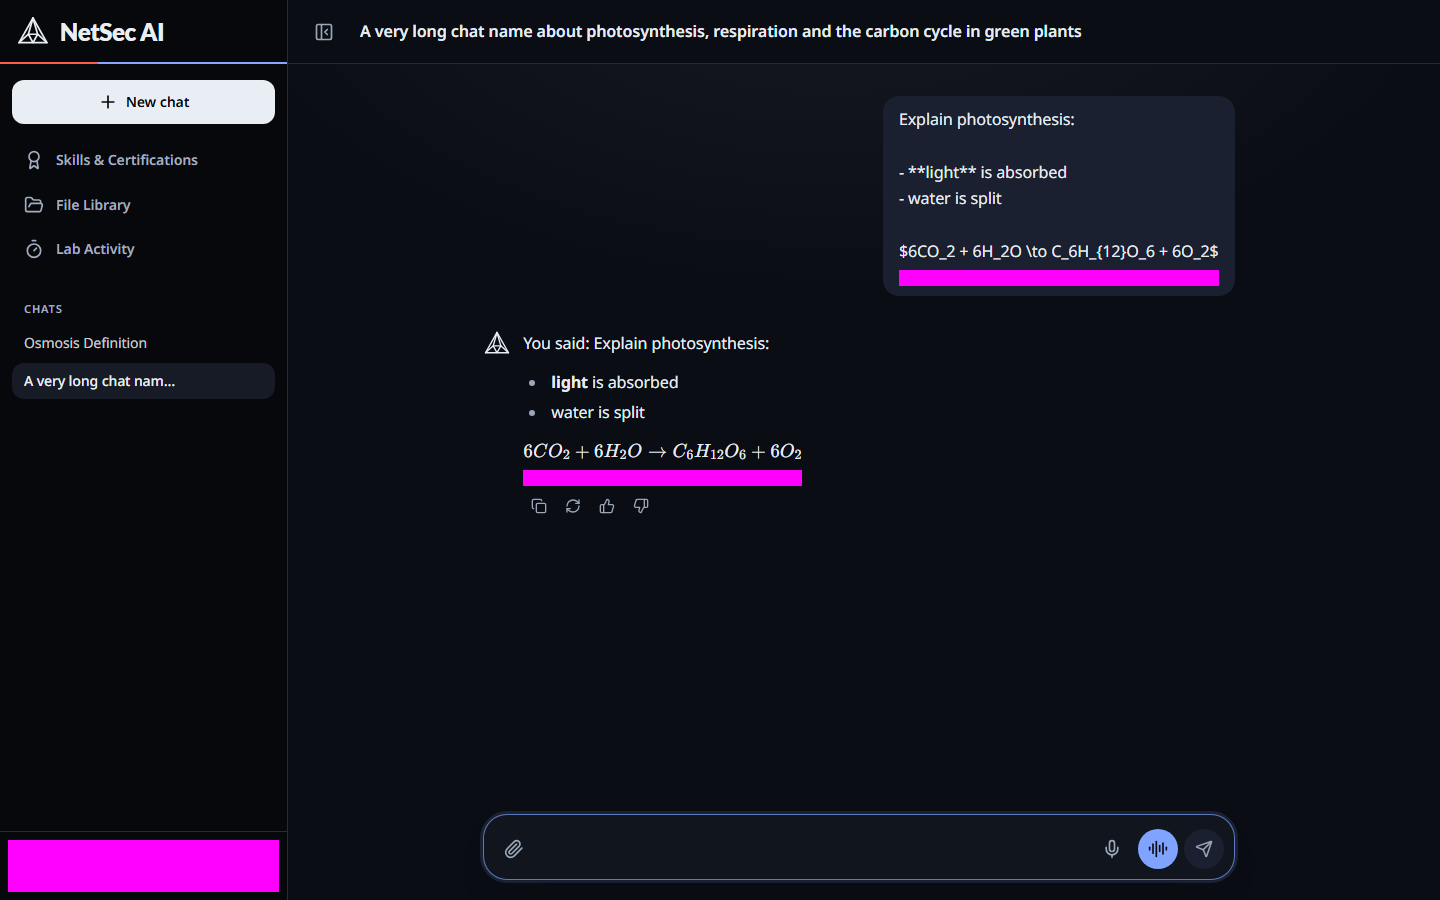 NetSec AI
A very long chat name about photosynthesis, respiration and the carbon cycle in green plants
New chat
Skills & Certifications
File Library
Lab Activity
CHATS
Osmosis Definition
A very long chat nam...
Explain photosynthesis:
- **light** is absorbed
- water is split
$6CO_2 + 6H_2O \to C_6H_{12}O_6 + 6O_2$
You said: Explain photosynthesis:
• light is absorbed
• water is split
6CO₂ + 6H₂O → C₆H₁₂O₆ + 6O₂